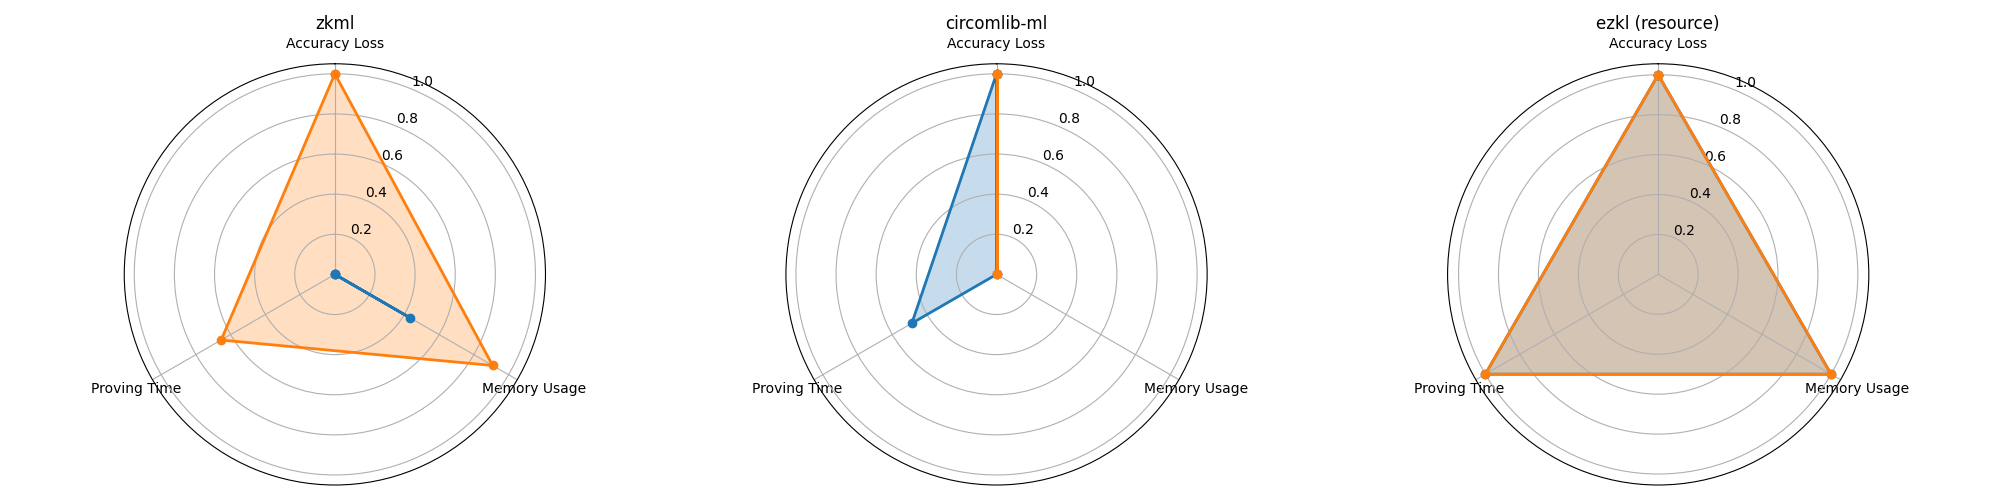 zkml
Accuracy Loss
1.0
0.8
0.6
0.4
0.2
Proving Time
Memory Usage
circomlib-ml
Accuracy Loss
1.0
0.8
0.6
0.4
0.2
Proving Time
Memory Usage
ezkl (resource)
Accuracy Loss
1.0
0.8
0.6
0.4
0.2
Proving Time
Memory Usage